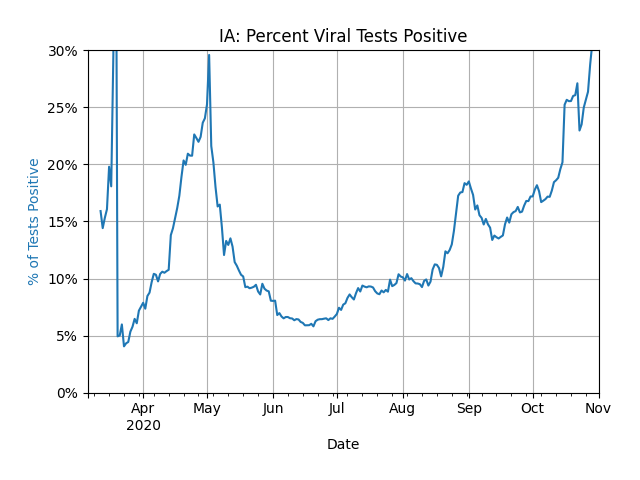 IA: Percent Viral Tests Positive
30%
25%
20%
15%
10%
5%
0%
% of Tests Positive
Apr May Jun Jul Aug Sep Oct Nov
2020
Date